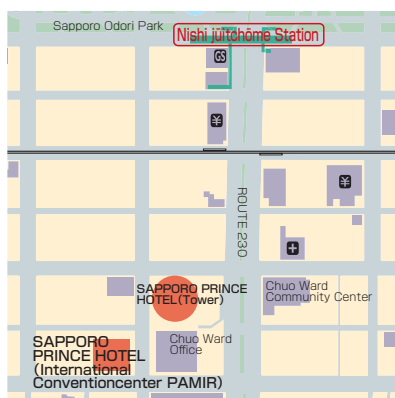 Sapporo Odori Park
Nishi jūitchōme Station
GS
¥
¥
ROUTE 230
SAPPORO PRINCE
HOTEL(Tower)
Chuo Ward
Community Center
SAPPORO
PRINCE HOTEL
(International
Conventioncenter PAMIR)
Chuo Ward
Office